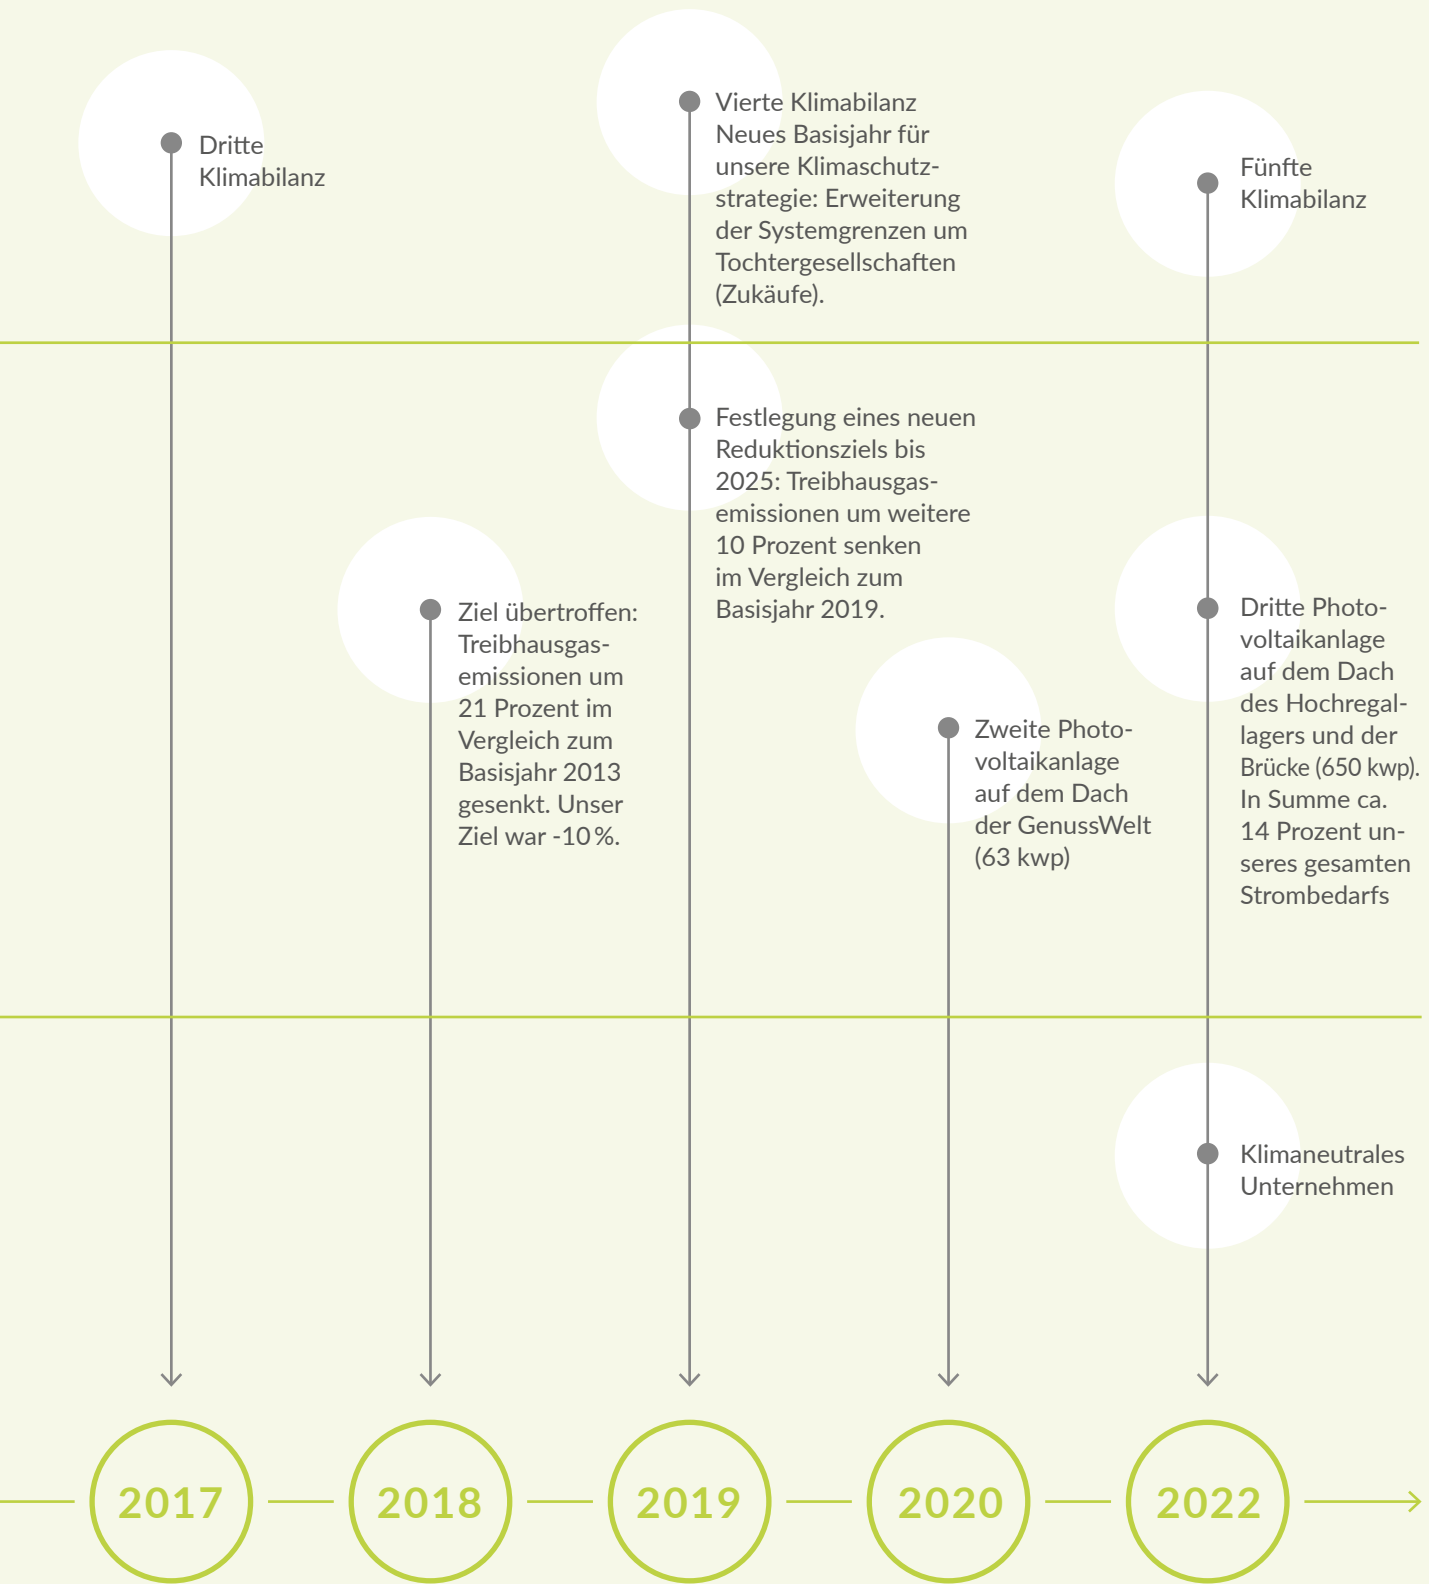 Dritte
Klimabilanz
Vierte Klimabilanz
Neues Basisjahr für
unsere Klimaschutz-
strategie: Erweiterung
der Systemgrenzen um
Tochtergesellschaften
(Zukäufe).
Fünfte
Klimabilanz
Ziel übertroffen:
Treibhausgas-
emissionen um
21 Prozent im
Vergleich zum
Basisjahr 2013
gesenkt. Unser
Ziel war -10 %.
Festlegung eines neuen
Reduktionsziels bis
2025: Treibhausgas-
emissionen um weitere
10 Prozent senken
im Vergleich zum
Basisjahr 2019.
Zweite Photo-
voltaikanlage
auf dem Dach
der GenussWelt
(63 kwp)
Dritte Photo-
voltaikanlage
auf dem Dach
des Hochregal-
lagers und der
Brücke (650 kwp).
In Summe ca.
14 Prozent un-
seres gesamten
Strombedarfs
Klimaneutrales
Unternehmen
2017
2018
2019
2020
2022